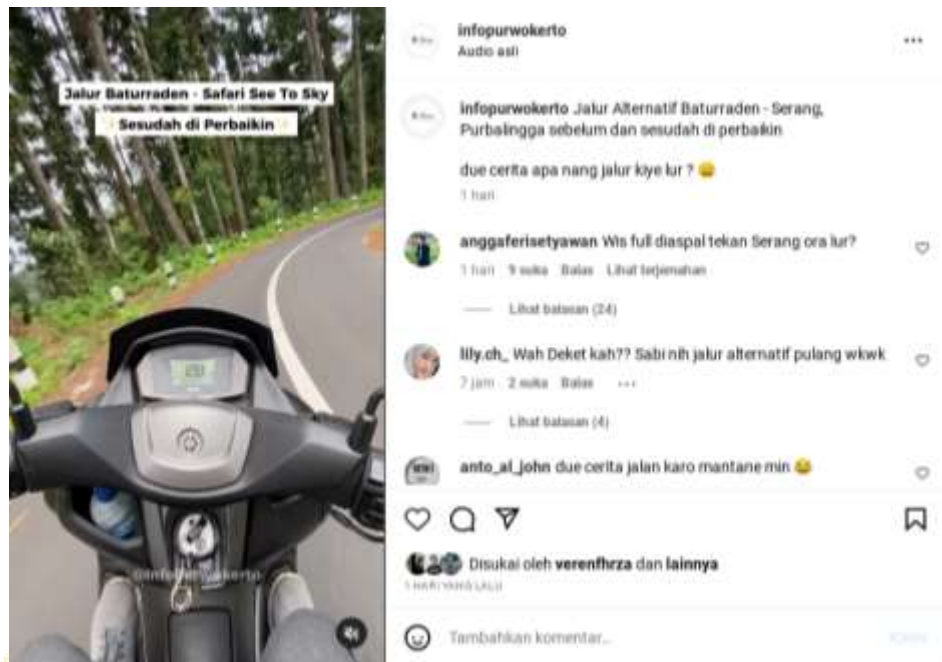 Jalur Baturraden - Safari See To Sky
Sesudah di Perbaikin
@infopurwokerto
infopurwokerto
Audio asli
infopurwokerto Jalur Alternatif Baturraden - Serang,
Purbalingga sebelum dan sesudah di perbaikin
due cerita apa nang jalur kiye lur ? 😄
1 hari
anggaferisetyawan Wis full diaspal tekan Serang ora lur?
1 hari 9 suka Balas Lihat terjemahan
Lihat balasan (24)
lily.ch_ Wah Deket kah?? Sabi nih jalur alternatif pulang wkwk
7 jam 2 suka Balas
Lihat balasan (4)
anto_al_john due cerita jalan karo mantane min 😂
Disukai oleh verenfhrza dan lainnya
1 HARI YANG LALU
Tambahkan komentar...
Kirim